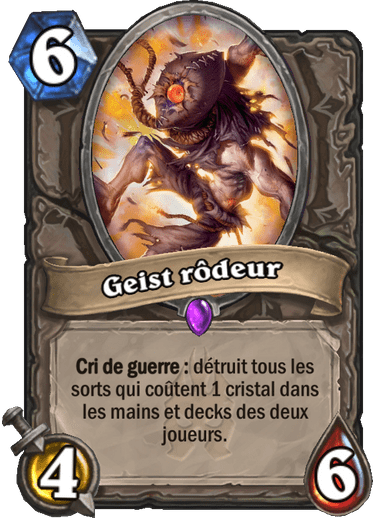 6
Geist rôdeur
Cri de guerre : détruit tous les
sorts qui coûtent 1 cristal dans
les mains et decks des deux
joueurs.
4
6